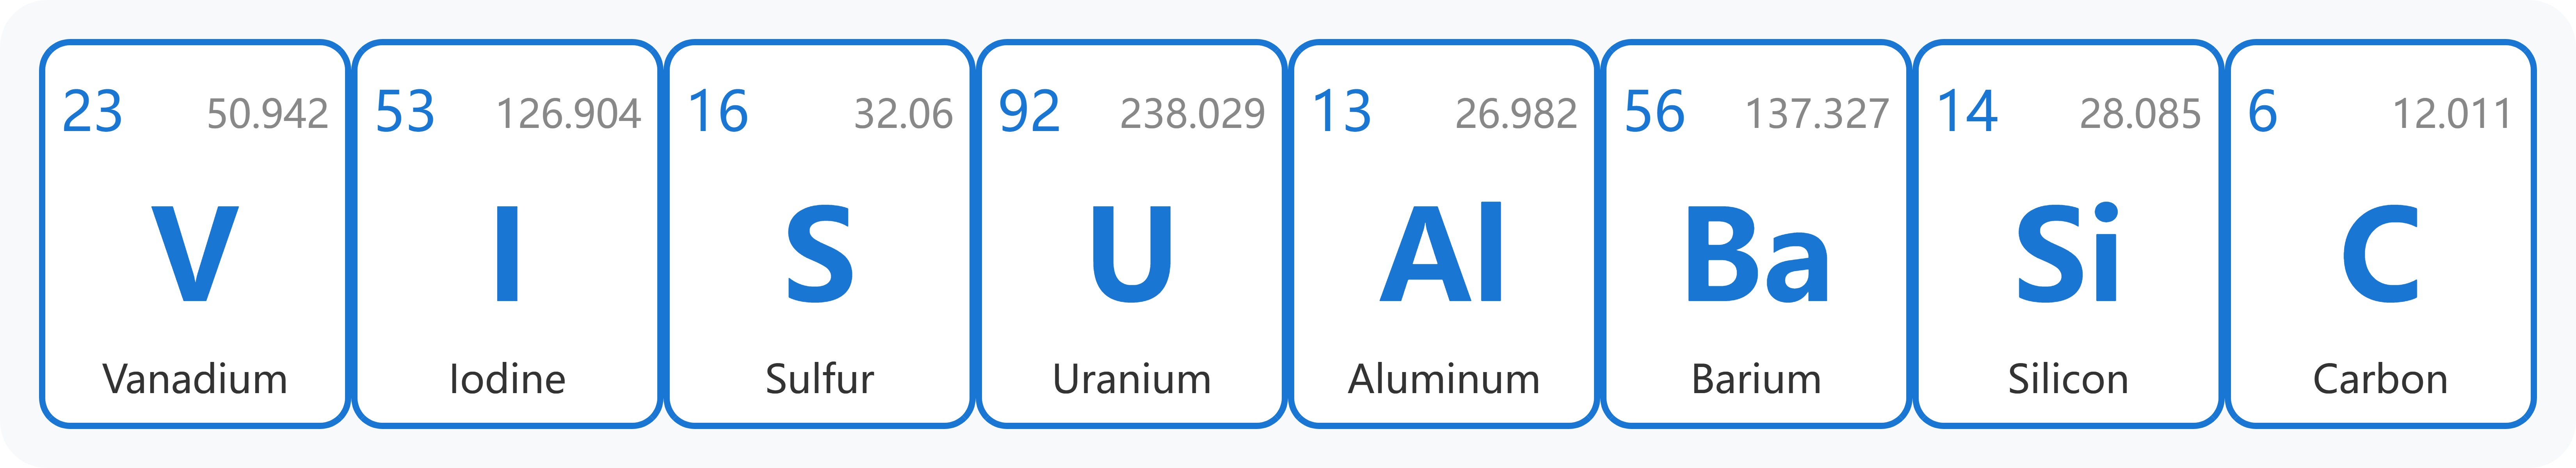 23 50.942 53 126.904 16 32.06 92 238.029 13 26.982 56 137.327 14 28.085 6 12.011
V I S U Al Ba Si C
Vanadium Iodine Sulfur Uranium Aluminum Barium Silicon Carbon